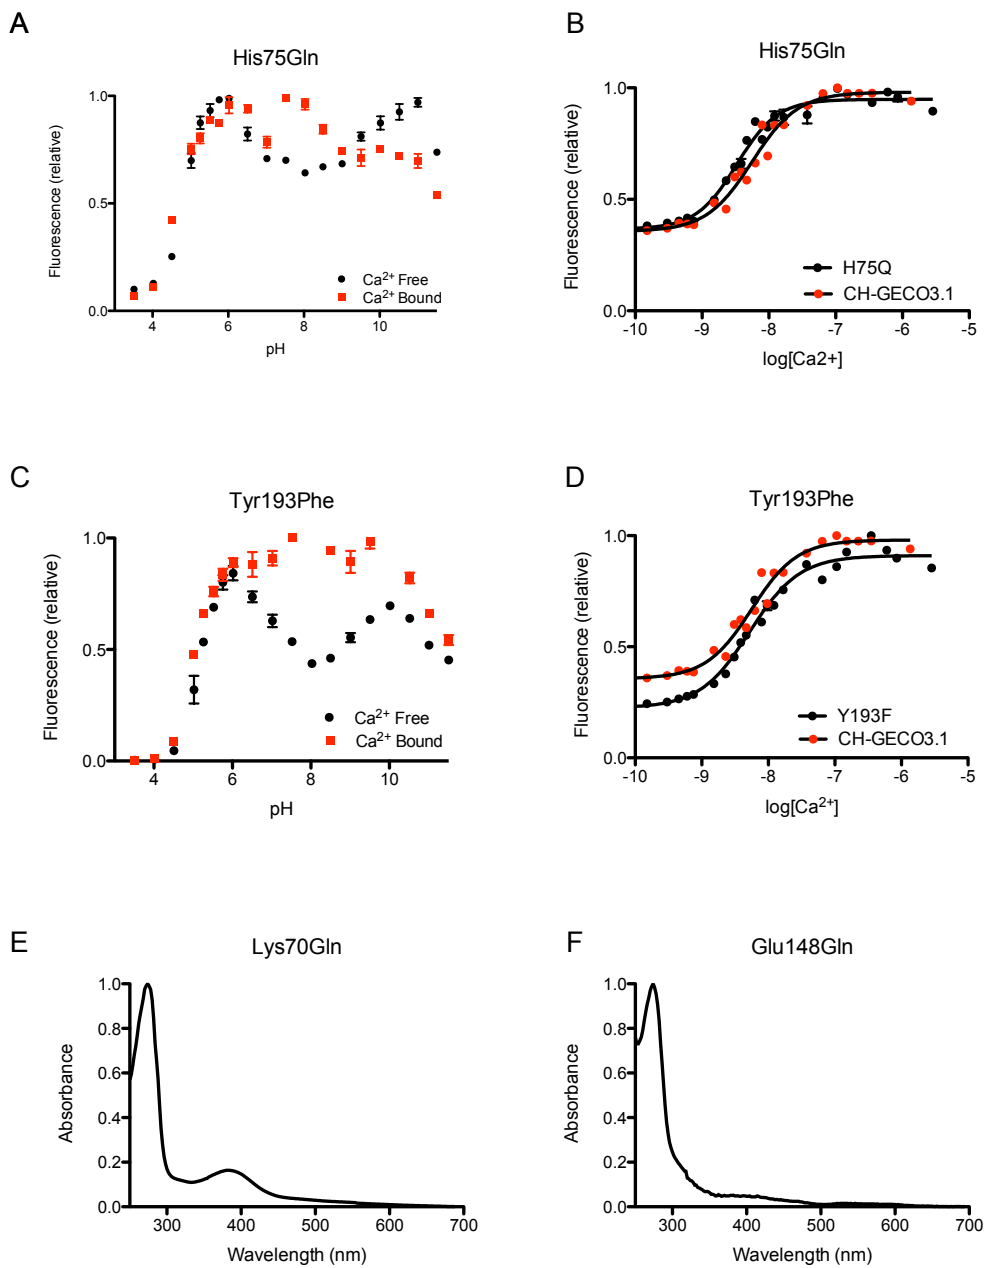 A
His75Gln
Fluorescence (relative)
1.0
0.5
0.0
4 6 8 10
pH
Ca²⁺ Free
Ca²⁺ Bound
B
His75Gln
Fluorescence (relative)
1.0
0.5
0.0
-10 -9 -8 -7 -6 -5
log[Ca2+]
H75Q
CH-GECO3.1
C
Tyr193Phe
Fluorescence (relative)
1.0
0.5
0.0
4 6 8 10
pH
Ca²⁺ Free
Ca²⁺ Bound
D
Tyr193Phe
Fluorescence (relative)
1.0
0.5
0.0
-10 -9 -8 -7 -6 -5
log[Ca²⁺]
Y193F
CH-GECO3.1
E
Lys70Gln
Absorbance
1.0
0.8
0.6
0.4
0.2
0.0
300 400 500 600 700
Wavelength (nm)
F
Glu148Gln
Absorbance
1.0
0.8
0.6
0.4
0.2
0.0
300 400 500 600 700
Wavelength (nm)